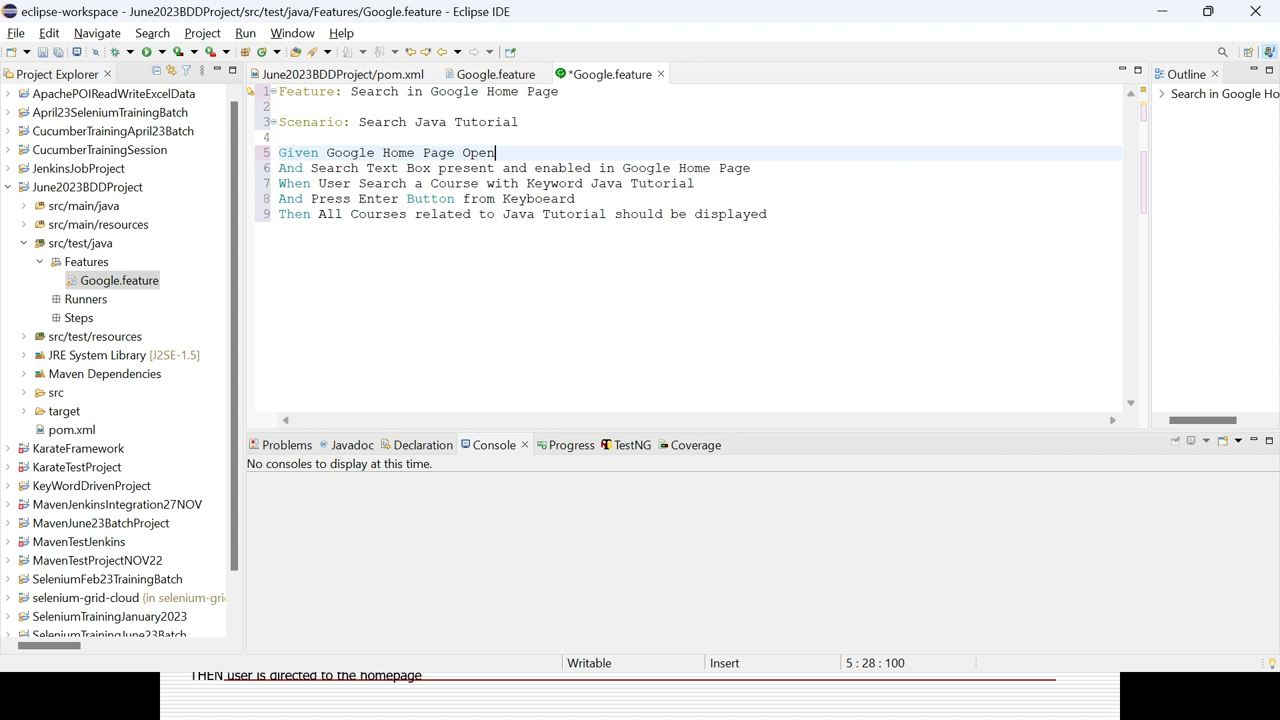 eclipse-workspace - June2023BDDProject/src/test/java/Features/Google.feature - Eclipse IDE
File Edit Navigate Search Project Run Window Help
Project Explorer
ApachePOIReadWriteExcelData
April23SeleniumTrainingBatch
CucumberTrainingApril23Batch
CucumberTrainingSession
JenkinsJobProject
June2023BDDProject
src/main/java
src/main/resources
src/test/java
Features
Google.feature
Runners
Steps
src/test/resources
JRE System Library [J2SE-1.5]
Maven Dependencies
src
target
pom.xml
KarateFramework
KarateTestProject
KeyWordDrivenProject
MavenJenkinsIntegration27NOV
MavenJune23BatchProject
MavenTestJenkins
MavenTestProjectNOV22
SeleniumFeb23TrainingBatch
selenium-grid-cloud (in selenium-gri
SeleniumTrainingJanuary2023
SeleniumTrainingJune23Batch
June2023BDDProject/pom.xml Google.feature *Google.feature
1 Feature: Search in Google Home Page
2
3 Scenario: Search Java Tutorial
4
5 Given Google Home Page Open
6 And Search Text Box present and enabled in Google Home Page
7 When User Search a Course with Keyword Java Tutorial
8 And Press Enter Button from Keyboeard
9 Then All Courses related to Java Tutorial should be displayed
Outline
Search in Google Ho
Problems Javadoc Declaration Console Progress TestNG Coverage
No consoles to display at this time.
Writable Insert 5 : 28 : 100
THEN user is directed to the homepage